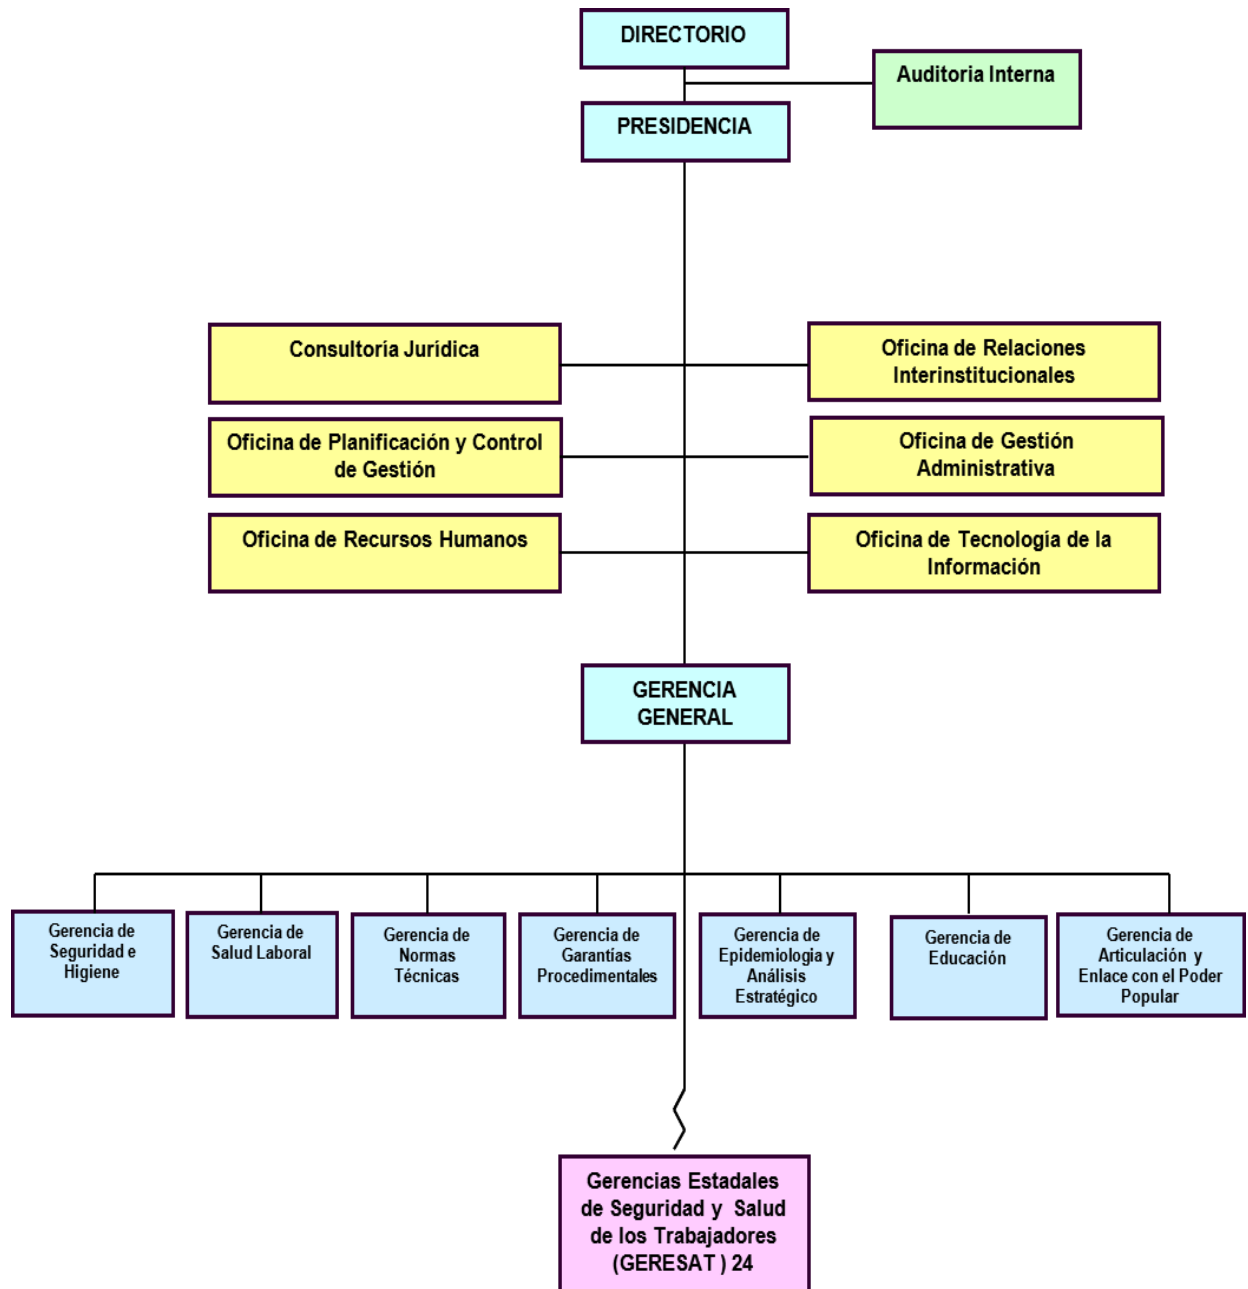 DIRECTORIO
Auditoria Interna
PRESIDENCIA
Consultoría Jurídica
Oficina de Relaciones
Interinstitucionales
Oficina de Planificación y Control
de Gestión
Oficina de Gestión
Administrativa
Oficina de Recursos Humanos
Oficina de Tecnología de la
Información
GERENCIA
GENERAL
Gerencia de
Seguridad e
Higiene
Gerencia de
Salud Laboral
Gerencia de
Normas
Técnicas
Gerencia de
Garantías
Procedimentales
Gerencia de
Epidemiologia y
Análisis
Estratégico
Gerencia de
Educación
Gerencia de
Articulación y
Enlace con el Poder
Popular
Gerencias Estadales
de Seguridad y Salud
de los Trabajadores
(GERESAT ) 24